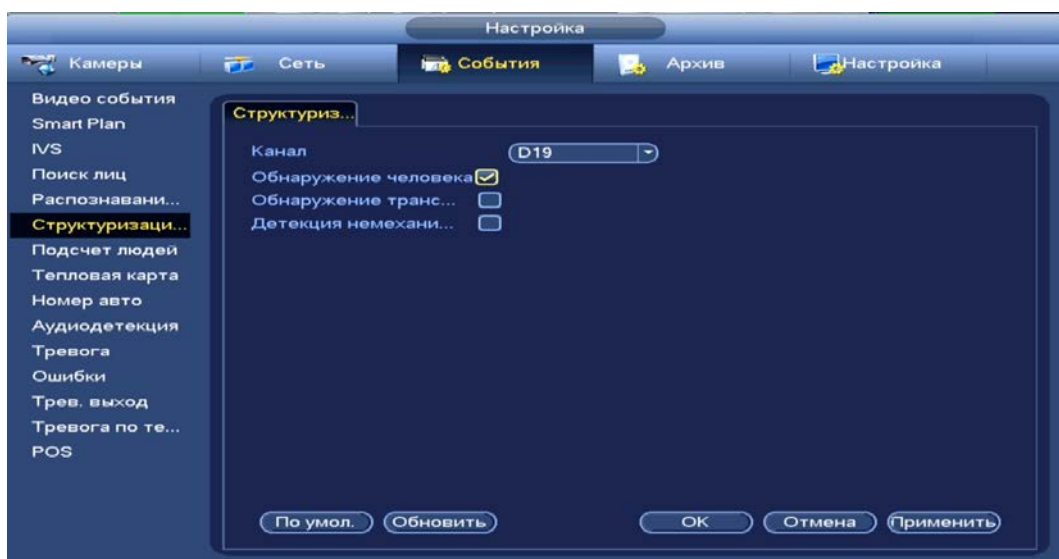 Настройка
Камеры
Сеть
События
Архив
Настройка
Видео события
Smart Plan
IVS
Поиск лиц
Распознавани...
Структуризаци...
Подсчет людей
Тепловая карта
Номер авто
Аудиодетекция
Тревога
Ошибки
Трев. выход
Тревога по те...
POS
Структуриз...
Канал
D19
Обнаружение человека
Обнаружение транс...
Детекция немехани...
По умол.
Обновить
OK
Отмена
Применить